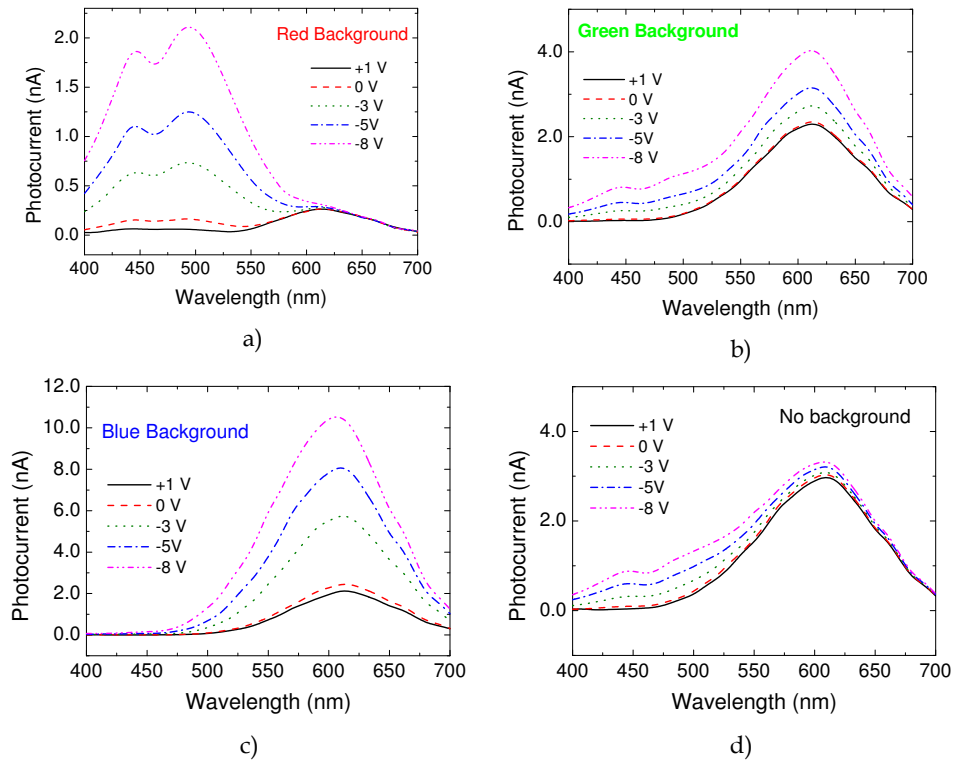 Red Background
+1 V
0 V
-3 V
-5V
-8 V
2.0
1.5
1.0
0.5
0.0
Photocurrent (nA)
400 450 500 550 600 650 700
Wavelength (nm)
a)
Green Background
+1 V
0 V
-3 V
-5V
-8 V
4.0
2.0
0.0
Photocurrent (nA)
400 450 500 550 600 650 700
Wavelength (nm)
b)
Blue Background
+1 V
0 V
-3 V
-5V
-8 V
12.0
10.0
8.0
6.0
4.0
2.0
0.0
Photocurrent (nA)
400 450 500 550 600 650 700
Wavelength (nm)
c)
No background
+1 V
0 V
-3 V
-5V
-8 V
4.0
2.0
0.0
Photocurrent (nA)
400 450 500 550 600 650 700
Wavelength (nm)
d)